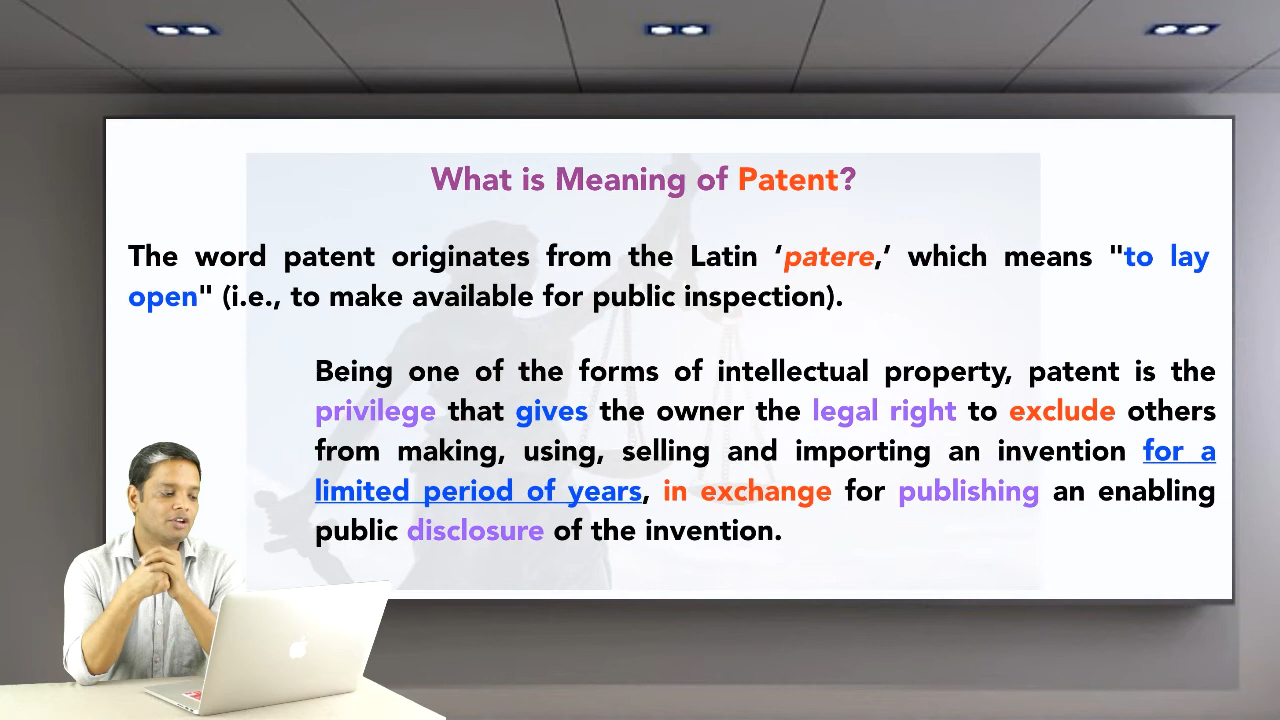 What is Meaning of Patent?
The word patent originates from the Latin ‘patere,’ which means "to lay
open" (i.e., to make available for public inspection).
Being one of the forms of intellectual property, patent is the
privilege that gives the owner the legal right to exclude others
from making, using, selling and importing an invention for a
limited period of years, in exchange for publishing an enabling
public disclosure of the invention.